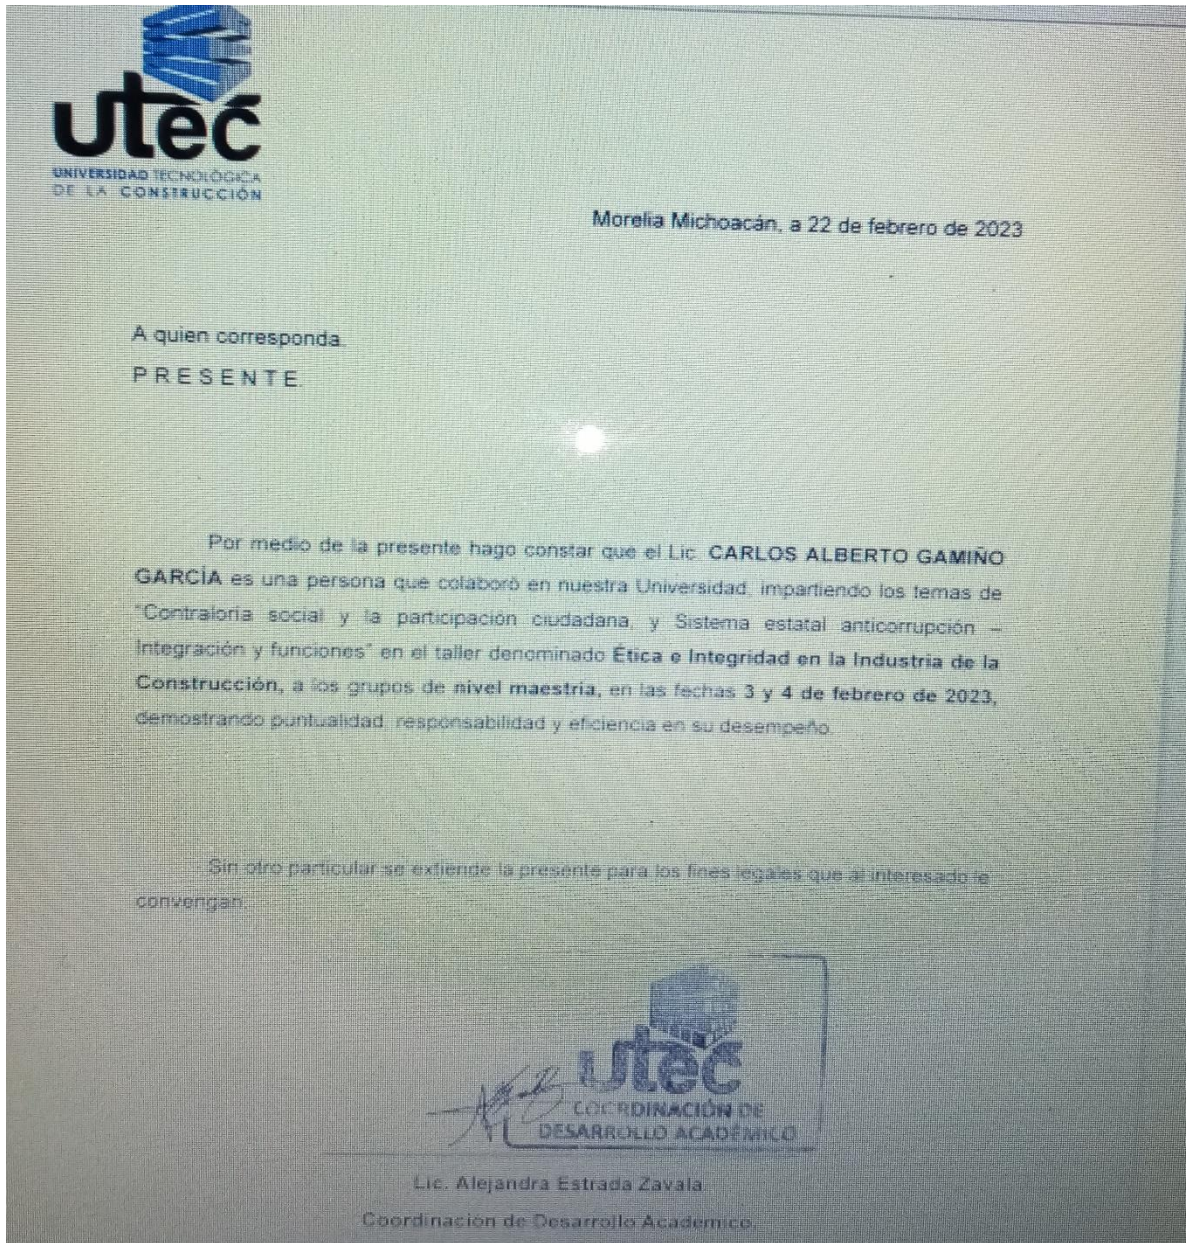 utec
UNIVERSIDAD TECNOLÓGICA
DE LA CONSTRUCCIÓN
Morelia Michoacán, a 22 de febrero de 2023
A quien corresponda.
P R E S E N T E.
Por medio de la presente hago constar que el Lic. CARLOS ALBERTO GAMIÑO
GARCÍA es una persona que colaboró en nuestra Universidad, impartiendo los temas de
"Contraloría social y la participación ciudadana, y Sistema estatal anticorrupción –
Integración y funciones" en el taller denominado Ética e Integridad en la Industria de la
Construcción, a los grupos de nivel maestría, en las fechas 3 y 4 de febrero de 2023,
demostrando puntualidad, responsabilidad y eficiencia en su desempeño.
Sin otro particular se extiende la presente para los fines legales que al interesado le
convengan.
utec
COORDINACIÓN DE
DESARROLLO ACADÉMICO
Lic. Alejandra Estrada Zavala.
Coordinación de Desarrollo Académico.